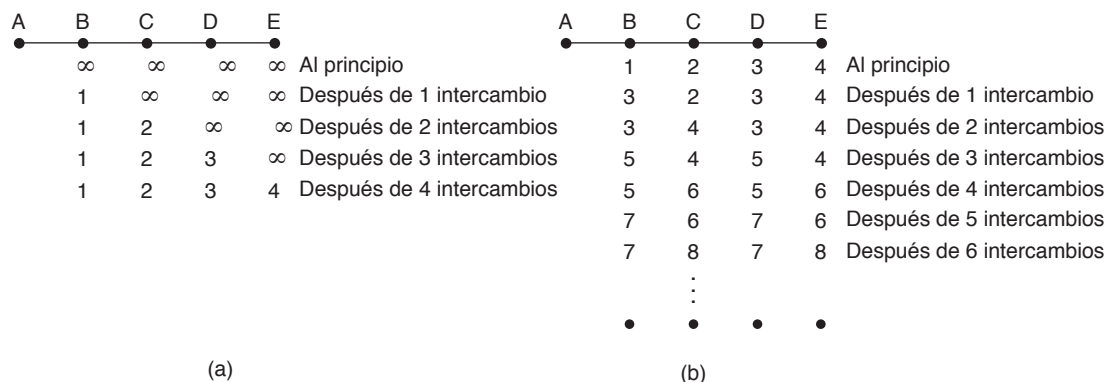 A B C D E
∞ ∞ ∞ ∞ Al principio
1 ∞ ∞ ∞ Después de 1 intercambio
1 2 ∞ ∞ Después de 2 intercambios
1 2 3 ∞ Después de 3 intercambios
1 2 3 4 Después de 4 intercambios
(a)
A B C D E
1 2 3 4 Al principio
3 2 3 4 Después de 1 intercambio
3 4 3 4 Después de 2 intercambios
5 4 5 4 Después de 3 intercambios
5 6 5 6 Después de 4 intercambios
7 6 7 6 Después de 5 intercambios
7 8 7 8 Después de 6 intercambios
(b)